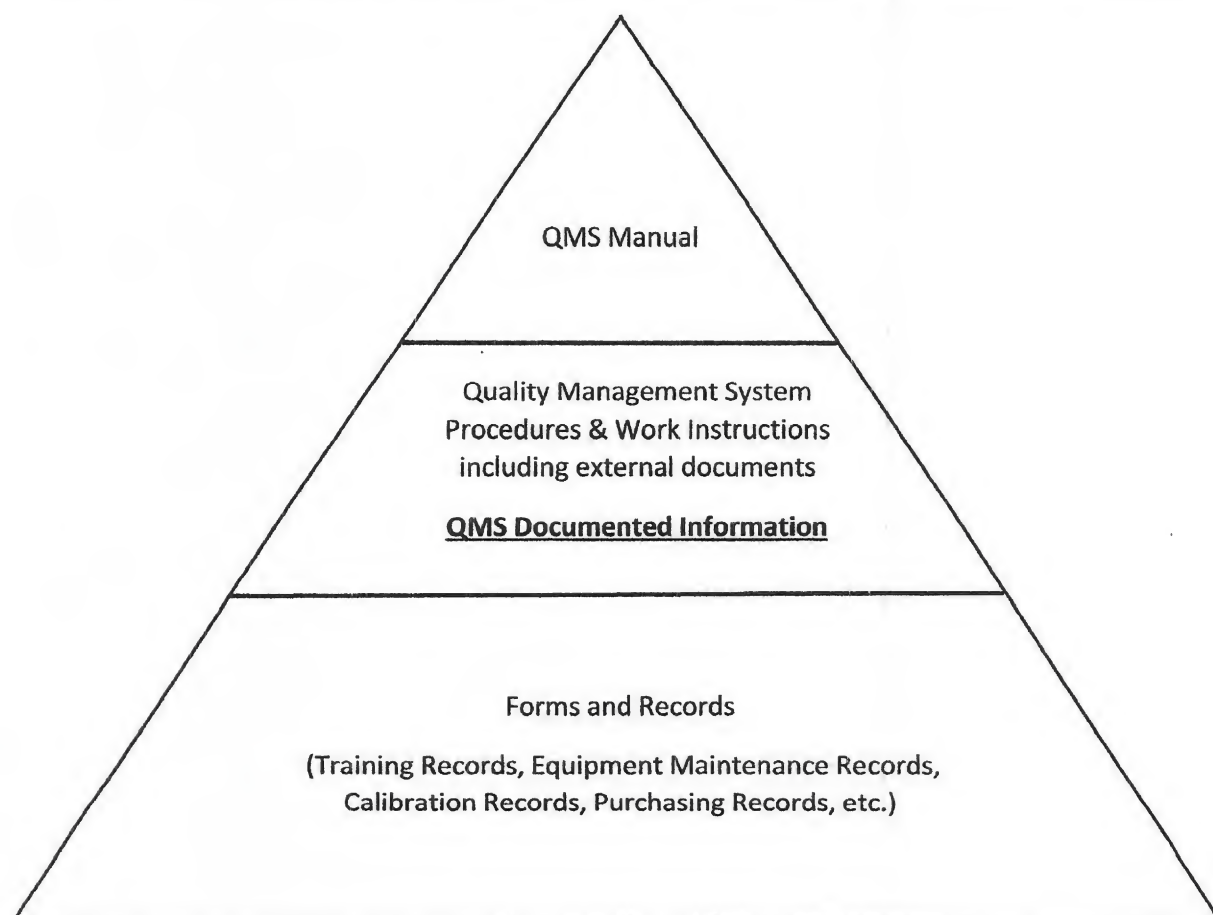 QMS Manual
Quality Management System
Procedures & Work Instructions
including external documents
QMS Documented Information
Forms and Records
(Training Records, Equipment Maintenance Records,
Calibration Records, Purchasing Records, etc.)